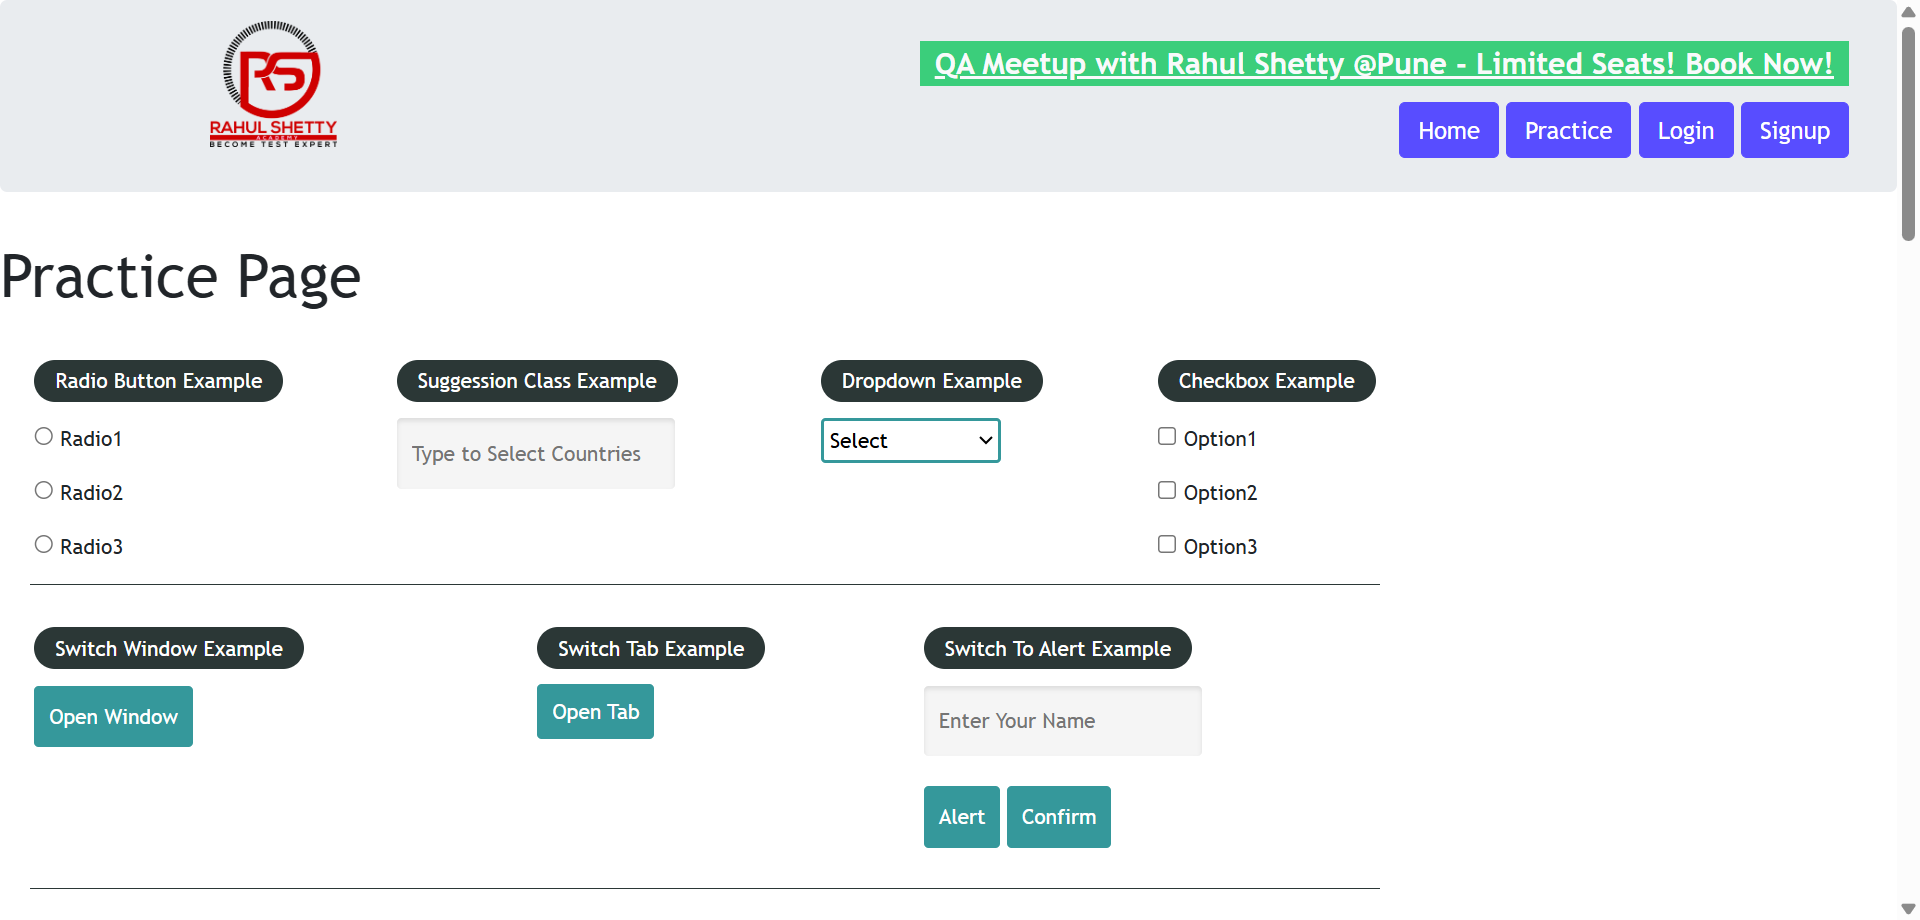 RS
RAHUL SHETTY
ACADEMY
BECOME TEST EXPERT
QA Meetup with Rahul Shetty @Pune - Limited Seats! Book Now!
Home Practice Login Signup
Practice Page
Radio Button Example Suggession Class Example Dropdown Example Checkbox Example
Radio1 Type to Select Countries Select Option1
Radio2 Option2
Radio3 Option3
Switch Window Example Switch Tab Example Switch To Alert Example
Open Window Open Tab Enter Your Name
Alert Confirm